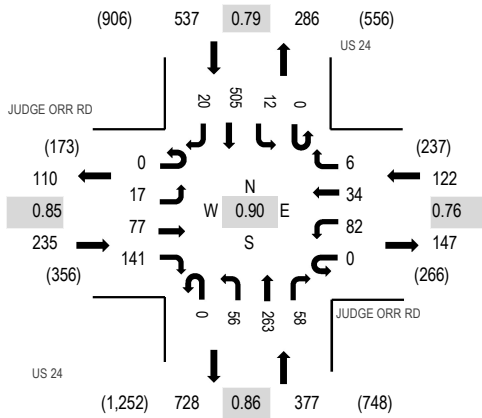 (906) 537 0.79 286 (556)
US 24
20 505 12 0
JUDGE ORR RD
(173) (237)
110 0 6 122
17 N 34
0.85 W 0.90 E 0.76
77 S 82
235 141 0 147
(356) (266)
0 56 263 58
JUDGE ORR RD
US 24
(1,252) 728 0.86 377 (748)